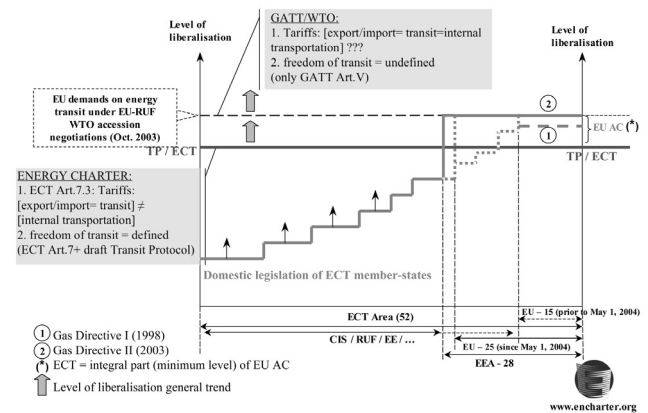 GATT/WTO:
1. Tariffs: [export/import= transit=internal
transportation] ???
2. freedom of transit = undefined
(only GATT Art.V)
Level of
liberalisation
Level of
liberalisation
EU demands on energy
transit under EU-RUF
WTO accession
negotiations (Oct. 2003)
2
1
EU AC (*)
TP / ECT
TP / ECT
ENERGY CHARTER:
1. ECT Art.7.3: Tariffs:
[export/import= transit] ≠
[internal transportation]
2. freedom of transit = defined
(ECT Art.7+ draft Transit Protocol)
Domestic legislation of ECT member-states
EU – 15 (prior to May 1, 2004)
ECT Area (52)
CIS / RUF / EE / ...
EU – 25 (since May 1, 2004)
EEA - 28
1 Gas Directive I (1998)
2 Gas Directive II (2003)
(*) ECT = integral part (minimum level) of EU AC
Level of liberalisation general trend
www.encharter.org